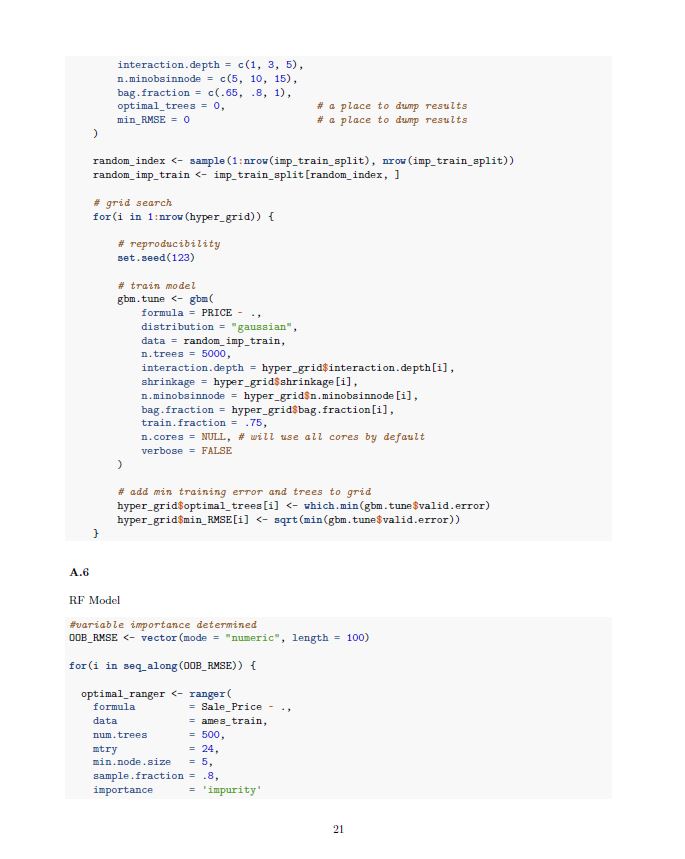 interaction.depth = c(1, 3, 5),
n.minobsinnode = c(5, 10, 15),
bag.fraction = c(.65, .8, 1),
optimal_trees = 0, # a place to dump results
min_RMSE = 0 # a place to dump results
)
random_index <- sample(1:nrow(imp_train_split), nrow(imp_train_split))
random_imp_train <- imp_train_split[random_index, ]
# grid search
for(i in 1:nrow(hyper_grid)) {
# reproducibility
set.seed(123)
# train model
gbm.tune <- gbm(
formula = PRICE ~ .,
distribution = "gaussian",
data = random_imp_train,
n.trees = 5000,
interaction.depth = hyper_grid$interaction.depth[i],
shrinkage = hyper_grid$shrinkage[i],
n.minobsinnode = hyper_grid$n.minobsinnode[i],
bag.fraction = hyper_grid$bag.fraction[i],
train.fraction = .75,
n.cores = NULL, # will use all cores by default
verbose = FALSE
)
# add min training error and trees to grid
hyper_grid$optimal_trees[i] <- which.min(gbm.tune$valid.error)
hyper_grid$min_RMSE[i] <- sqrt(min(gbm.tune$valid.error))
}
A.6
RF Model
#variable importance determined
OOB_RMSE <- vector(mode = "numeric", length = 100)
for(i in seq_along(OOB_RMSE)) {
optimal_ranger <- ranger(
formula = Sale_Price ~ .,
data = ames_train,
num.trees = 500,
mtry = 24,
min.node.size = 5,
sample.fraction = .8,
importance = 'impurity'
21